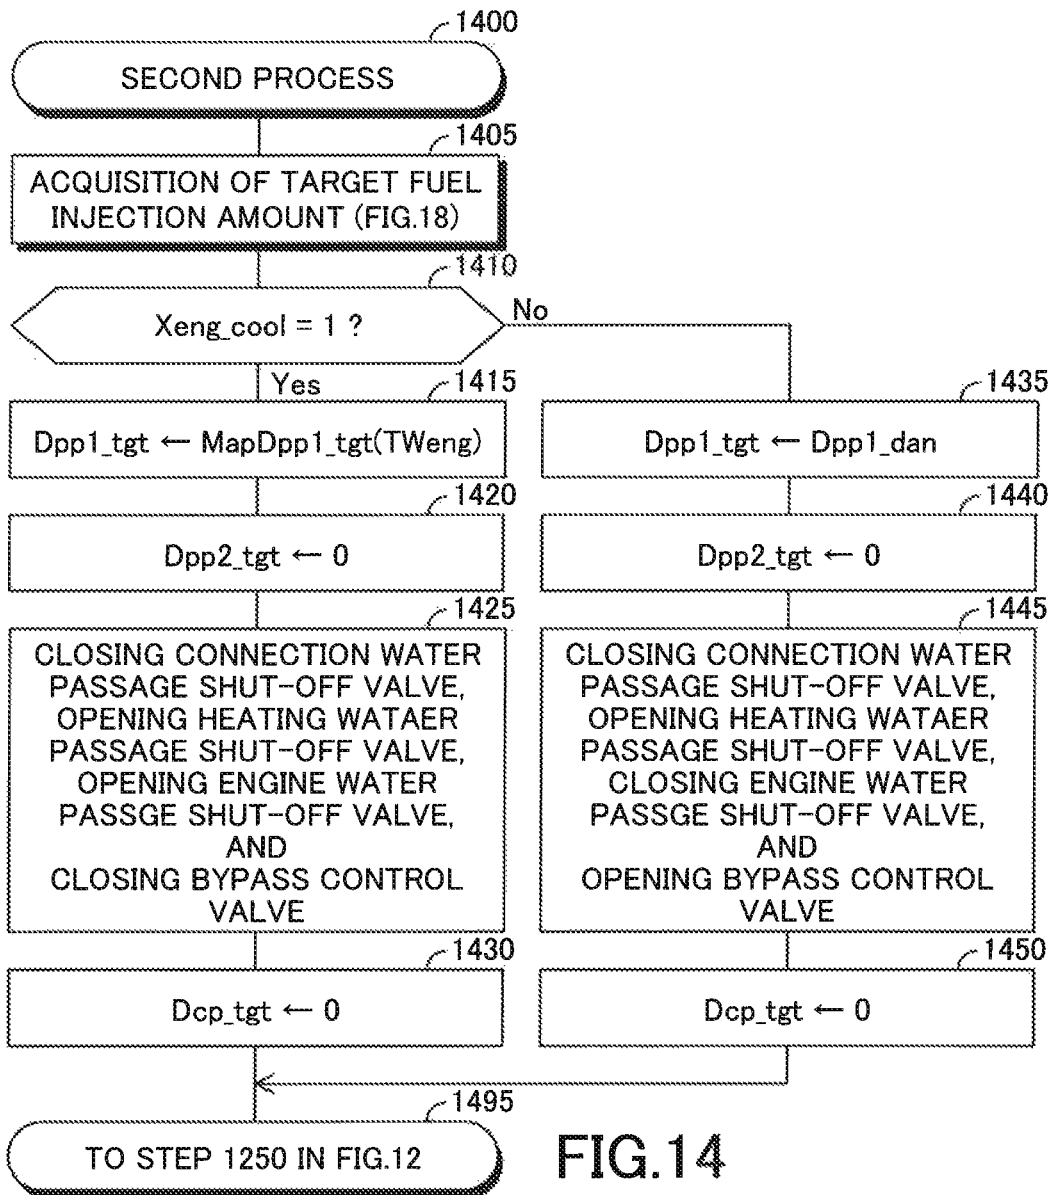 1400
SECOND PROCESS
1405
ACQUISITION OF TARGET FUEL
INJECTION AMOUNT (FIG.18)
1410
Xeng_cool = 1 ?
No
Yes
1415
Dpp1_tgt ← MapDpp1_tgt(TWeng)
1420
Dpp2_tgt ← 0
1425
CLOSING CONNECTION WATER
PASSAGE SHUT-OFF VALVE,
OPENING HEATING WATAER
PASSAGE SHUT-OFF VALVE,
OPENING ENGINE WATER
PASSGE SHUT-OFF VALVE,
AND
CLOSING BYPASS CONTROL
VALVE
1430
Dcp_tgt ← 0
1435
Dpp1_tgt ← Dpp1_dan
1440
Dpp2_tgt ← 0
1445
CLOSING CONNECTION WATER
PASSAGE SHUT-OFF VALVE,
OPENING HEATING WATAER
PASSAGE SHUT-OFF VALVE,
CLOSING ENGINE WATER
PASSGE SHUT-OFF VALVE,
AND
OPENING BYPASS CONTROL
VALVE
1450
Dcp_tgt ← 0
1495
TO STEP 1250 IN FIG.12
FIG.14